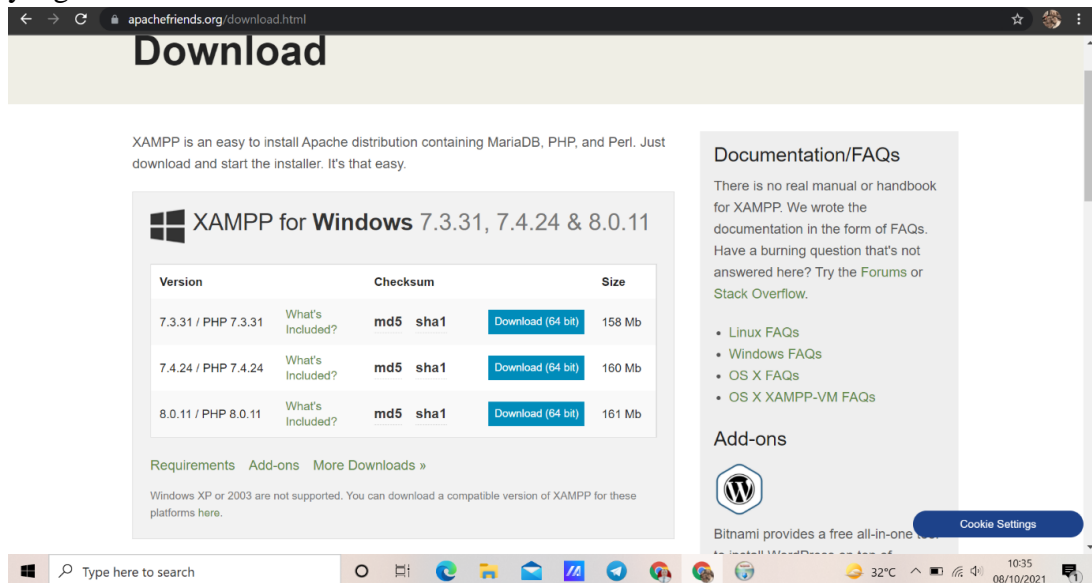 apachefriends.org/download.html
Download
XAMPP is an easy to install Apache distribution containing MariaDB, PHP, and Perl. Just
download and start the installer. It's that easy.
XAMPP for Windows 7.3.31, 7.4.24 & 8.0.11
Version Checksum Size
7.3.31 / PHP 7.3.31 What's Included? md5 sha1 Download (64 bit) 158 Mb
7.4.24 / PHP 7.4.24 What's Included? md5 sha1 Download (64 bit) 160 Mb
8.0.11 / PHP 8.0.11 What's Included? md5 sha1 Download (64 bit) 161 Mb
Requirements Add-ons More Downloads »
Windows XP or 2003 are not supported. You can download a compatible version of XAMPP for these
platforms here.
Documentation/FAQs
There is no real manual or handbook
for XAMPP. We wrote the
documentation in the form of FAQs.
Have a burning question that's not
answered here? Try the Forums or
Stack Overflow.
• Linux FAQs
• Windows FAQs
• OS X FAQs
• OS X XAMPP-VM FAQs
Add-ons
Bitnami provides a free all-in-one
Cookie Settings
Type here to search
32°C
10:35
08/10/2021